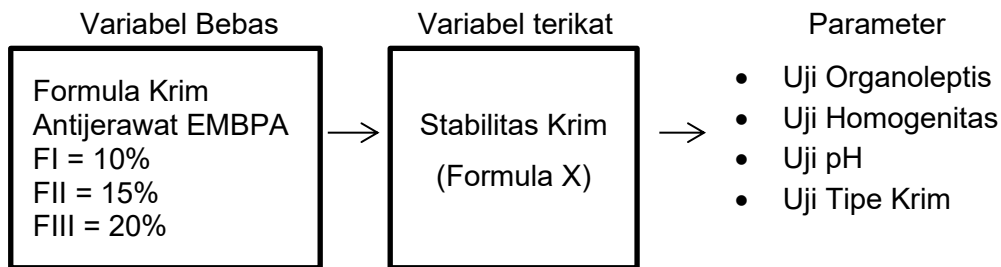 Variabel Bebas
Formula Krim
Antijerawat EMBPA
FI = 10%
FII = 15%
FIII = 20%
Variabel terikat
Stabilitas Krim
(Formula X)
Parameter
• Uji Organoleptis
• Uji Homogenitas
• Uji pH
• Uji Tipe Krim